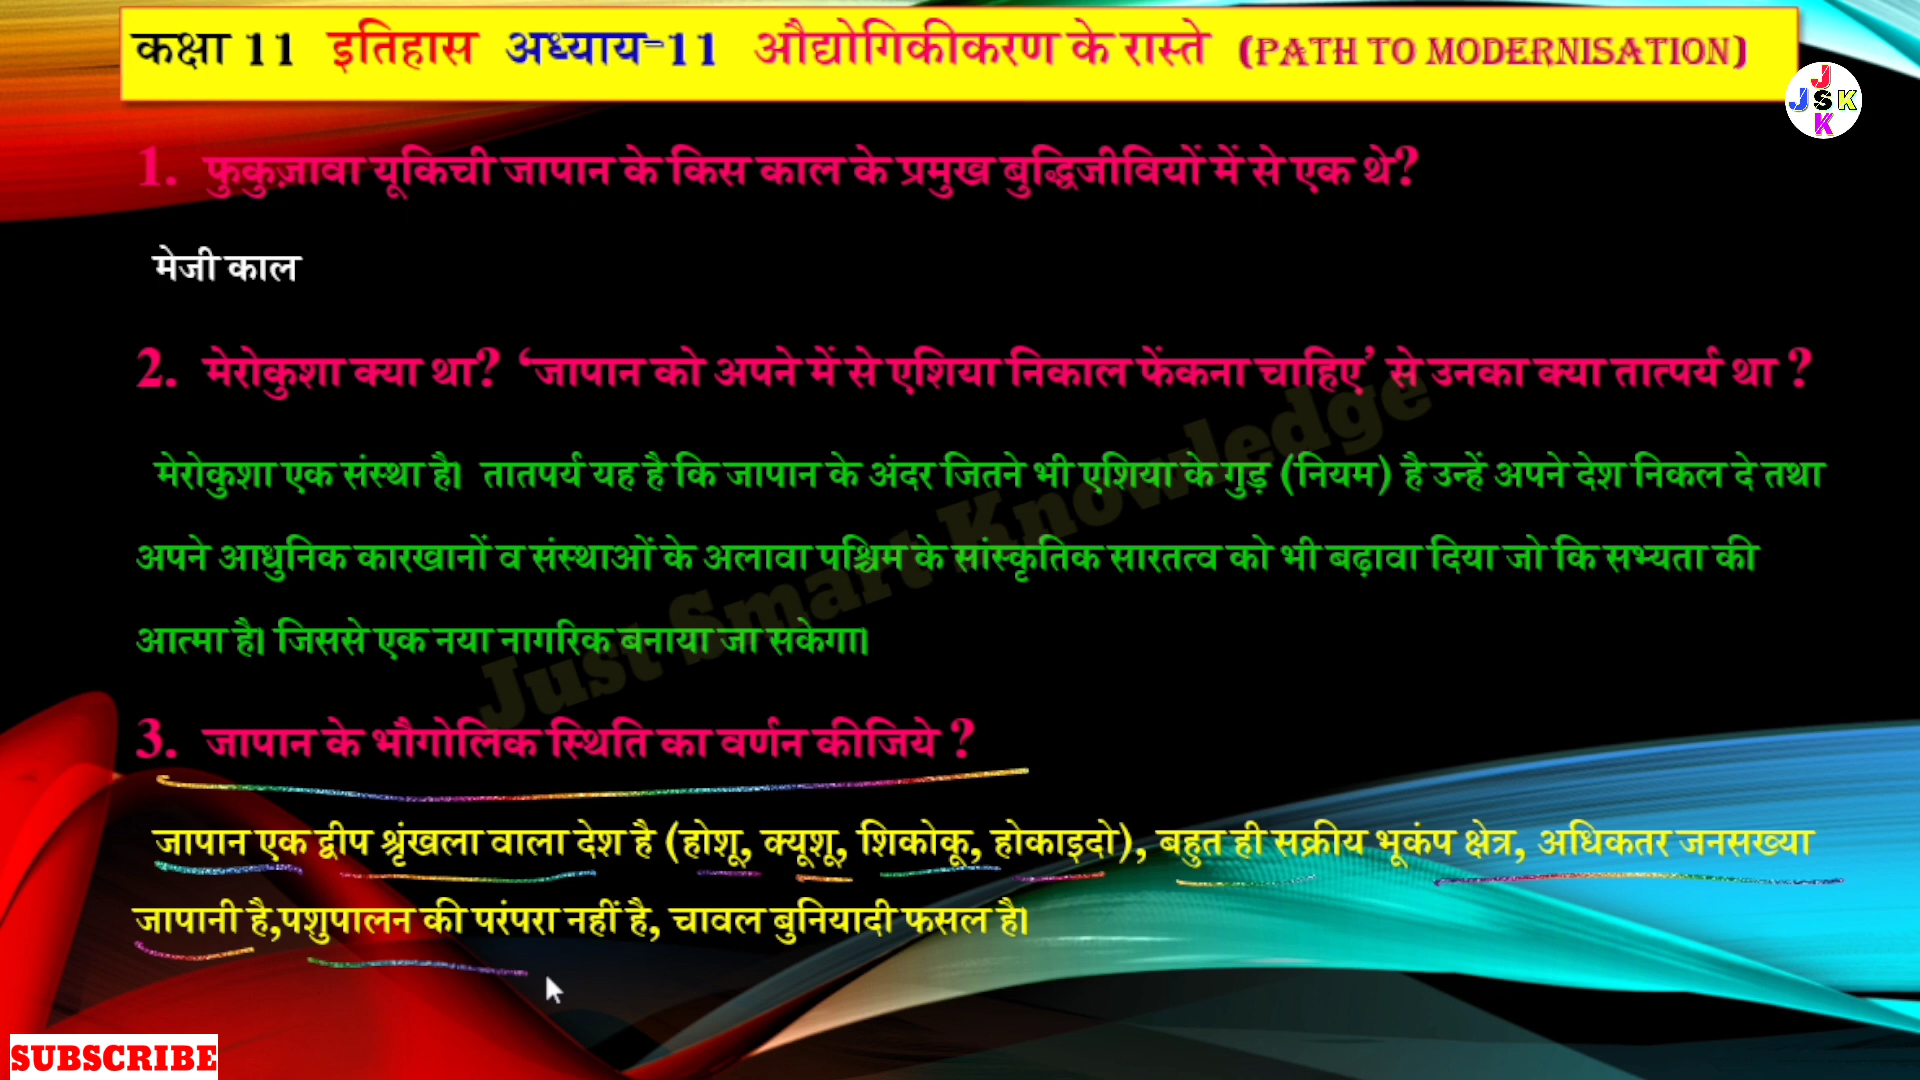 कक्षा 11 इतिहास अध्याय-11 औद्योगिकीकरण के रास्ते (PATH TO MODERNISATION)
J
J S K
K
1. फुकुज़ावा यूकिची जापान के किस काल के प्रमुख बुद्धिजीवियों में से एक थे?
मेजी काल
2. मेरोकुशा क्या था? ‘जापान को अपने में से एशिया निकाल फेंकना चाहिए’ से उनका क्या तात्पर्य था ?
मेरोकुशा एक संस्था है। तातपर्य यह है कि जापान के अंदर जितने भी एशिया के गुड़ (नियम) है उन्हें अपने देश निकल दे तथा
अपने आधुनिक कारखानों व संस्थाओं के अलावा पश्चिम के सांस्कृतिक सारतत्व को भी बढ़ावा दिया जो कि सभ्यता की
आत्मा है। जिससे एक नया नागरिक बनाया जा सकेगा।
Just Smart Knowledge
3. जापान के भौगोलिक स्थिति का वर्णन कीजिये ?
जापान एक द्वीप श्रृंखला वाला देश है (होशू, क्यूशू, शिकोकू, होकाइदो), बहुत ही सक्रीय भूकंप क्षेत्र, अधिकतर जनसख्या
जापानी है,पशुपालन की परंपरा नहीं है, चावल बुनियादी फसल है।
SUBSCRIBE